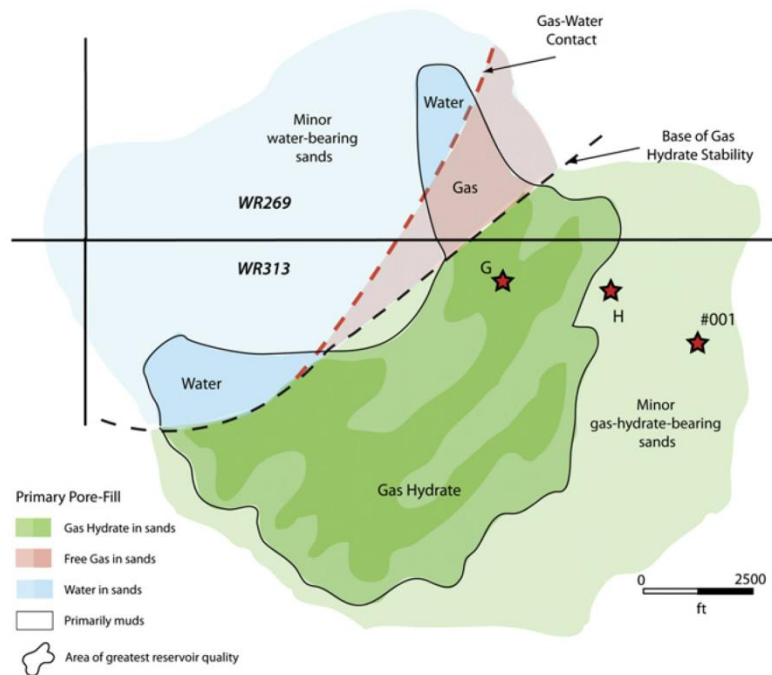 Gas-Water
Contact
Water
Minor
water-bearing
sands
Base of Gas
Hydrate Stability
Gas
WR269
WR313
G
H
#001
Water
Minor
gas-hydrate-bearing
sands
Gas Hydrate
Primary Pore-Fill
Gas Hydrate in sands
Free Gas in sands
Water in sands
Primarily muds
Area of greatest reservoir quality
0 2500
ft